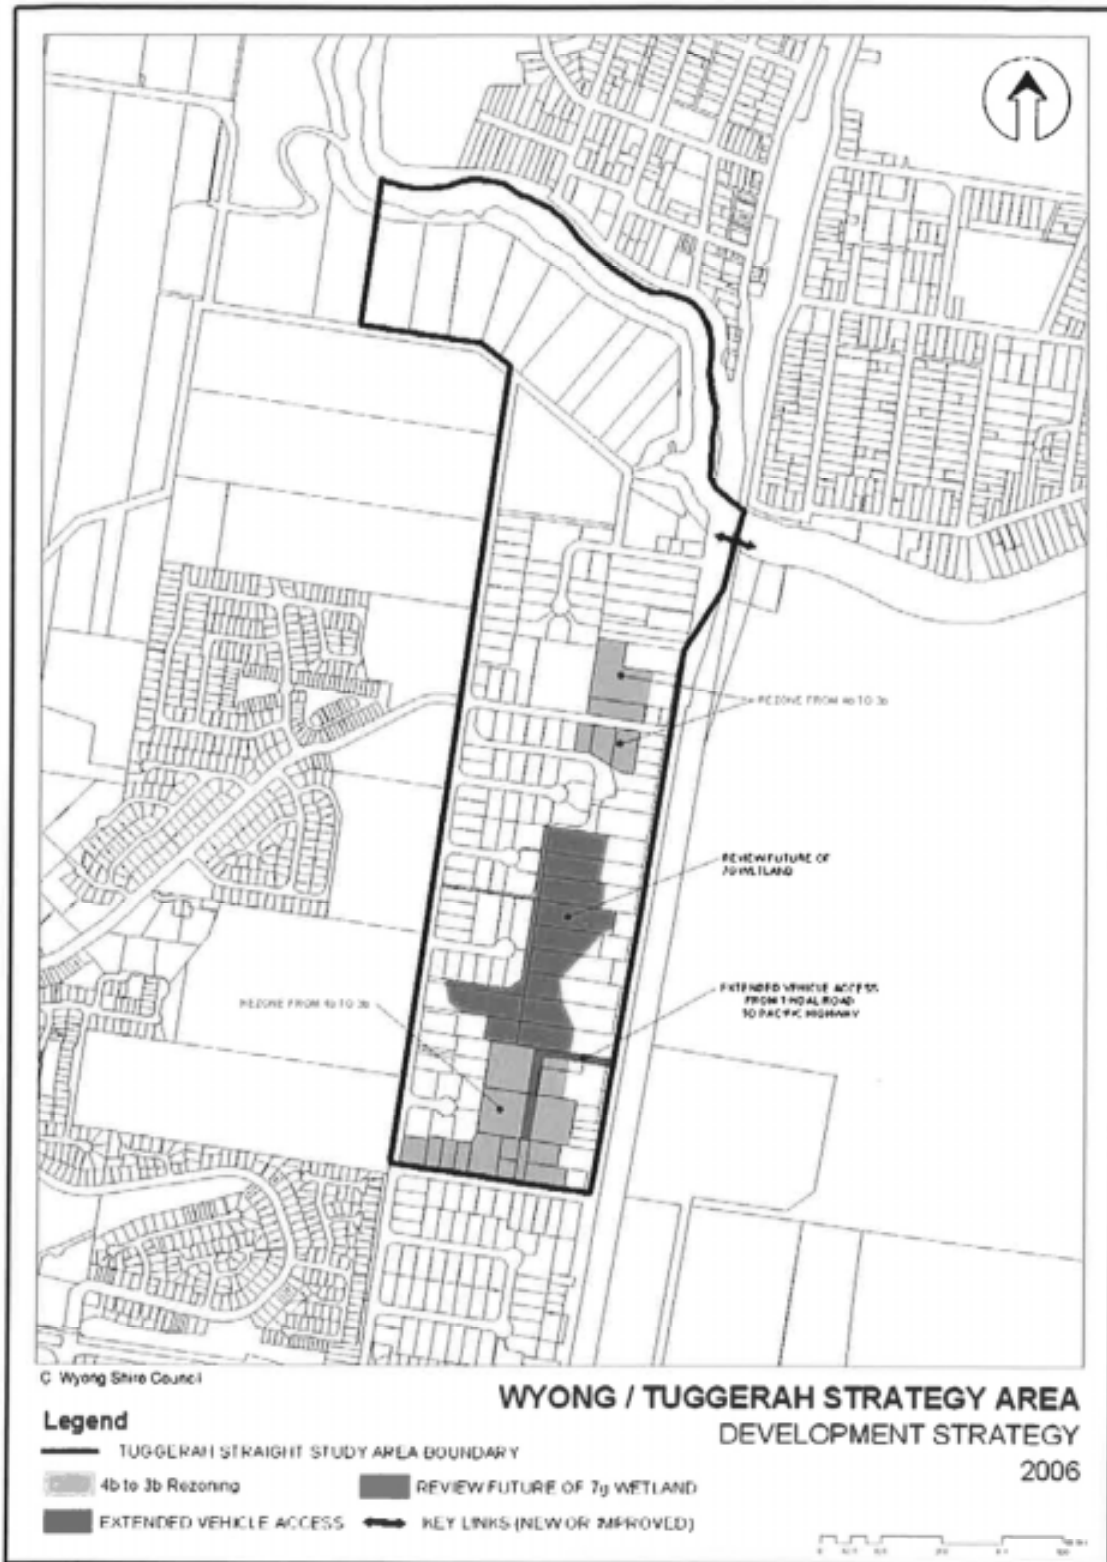 REZONE FROM 4b TO 3b
REVIEW FUTURE OF
7G WETLAND
REZONE FROM 4b TO 3b
EXTENDED VEHICLE ACCESS
ROAD
TO PACIFIC HIGHWAY
C Wyong Shire Council
WYONG / TUGGERAH STRATEGY AREA
DEVELOPMENT STRATEGY
2006
Legend
TUGGERAH STRAIGHT STUDY AREA BOUNDARY
4b to 3b Rezoning
REVIEW FUTURE OF 7g WETLAND
EXTENDED VEHICLE ACCESS
KEY LINKS (NEW OR IMPROVED)